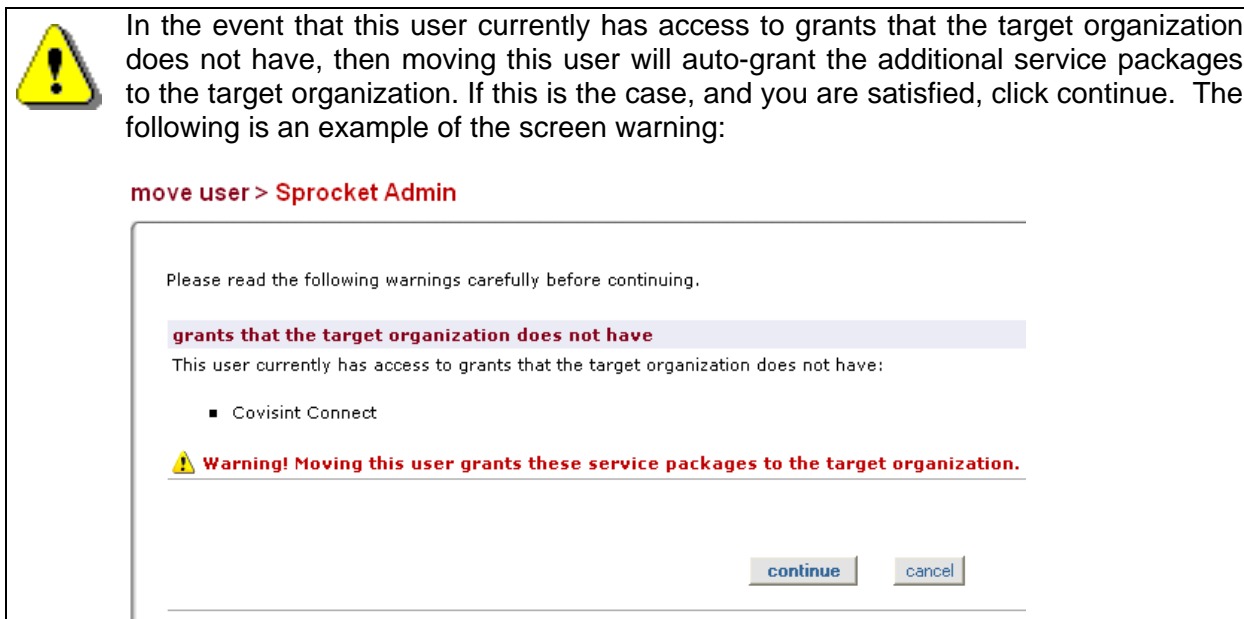 In the event that this user currently has access to grants that the target organization
does not have, then moving this user will auto-grant the additional service packages
to the target organization. If this is the case, and you are satisfied, click continue.  The
following is an example of the screen warning:
move user > Sprocket Admin
Please read the following warnings carefully before continuing.
grants that the target organization does not have
This user currently has access to grants that the target organization does not have:
▪ Covisint Connect
Warning! Moving this user grants these service packages to the target organization.
continue cancel